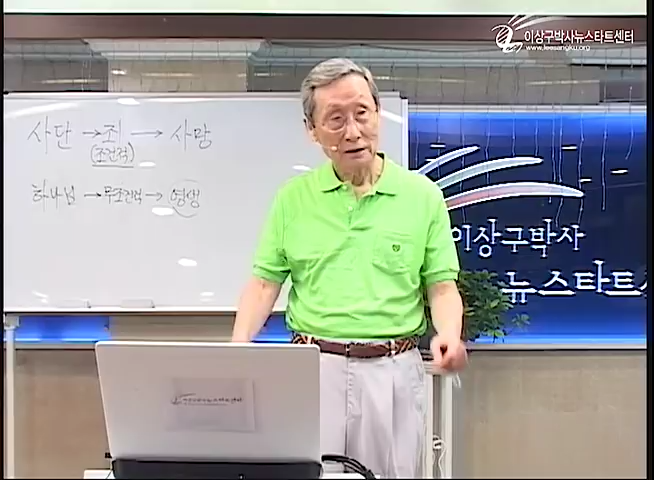 이상구박사뉴스타트센터
www.leesangku.org
사단 → 죄 → 사망
(조건적)
하나님 → 무조건적 → 영생
이상구박사
뉴스타트